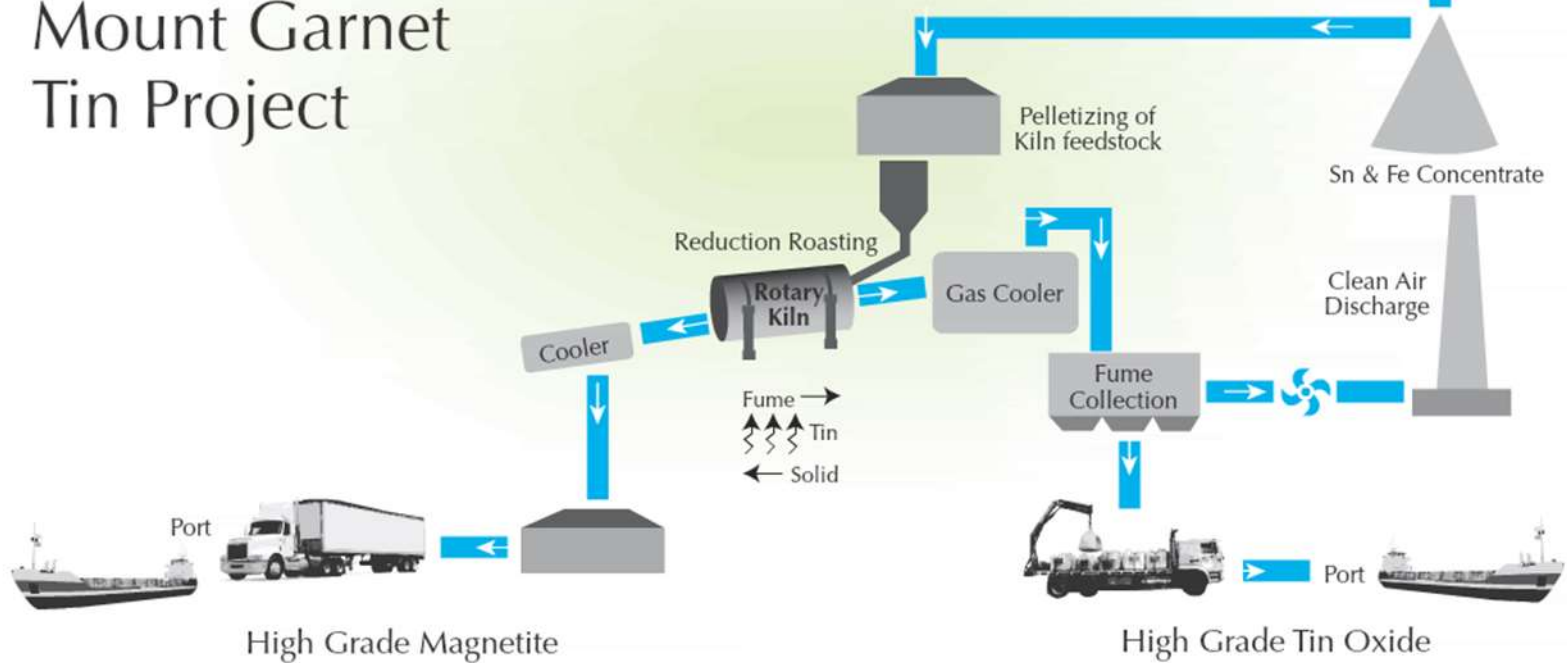 Mount Garnet
Tin Project
Pelletizing of
Kiln feedstock
Sn & Fe Concentrate
Reduction Roasting
Rotary
Kiln
Gas Cooler
Clean Air
Discharge
Cooler
Fume
Collection
Fume
Tin
Solid
Port
Port
High Grade Magnetite
High Grade Tin Oxide